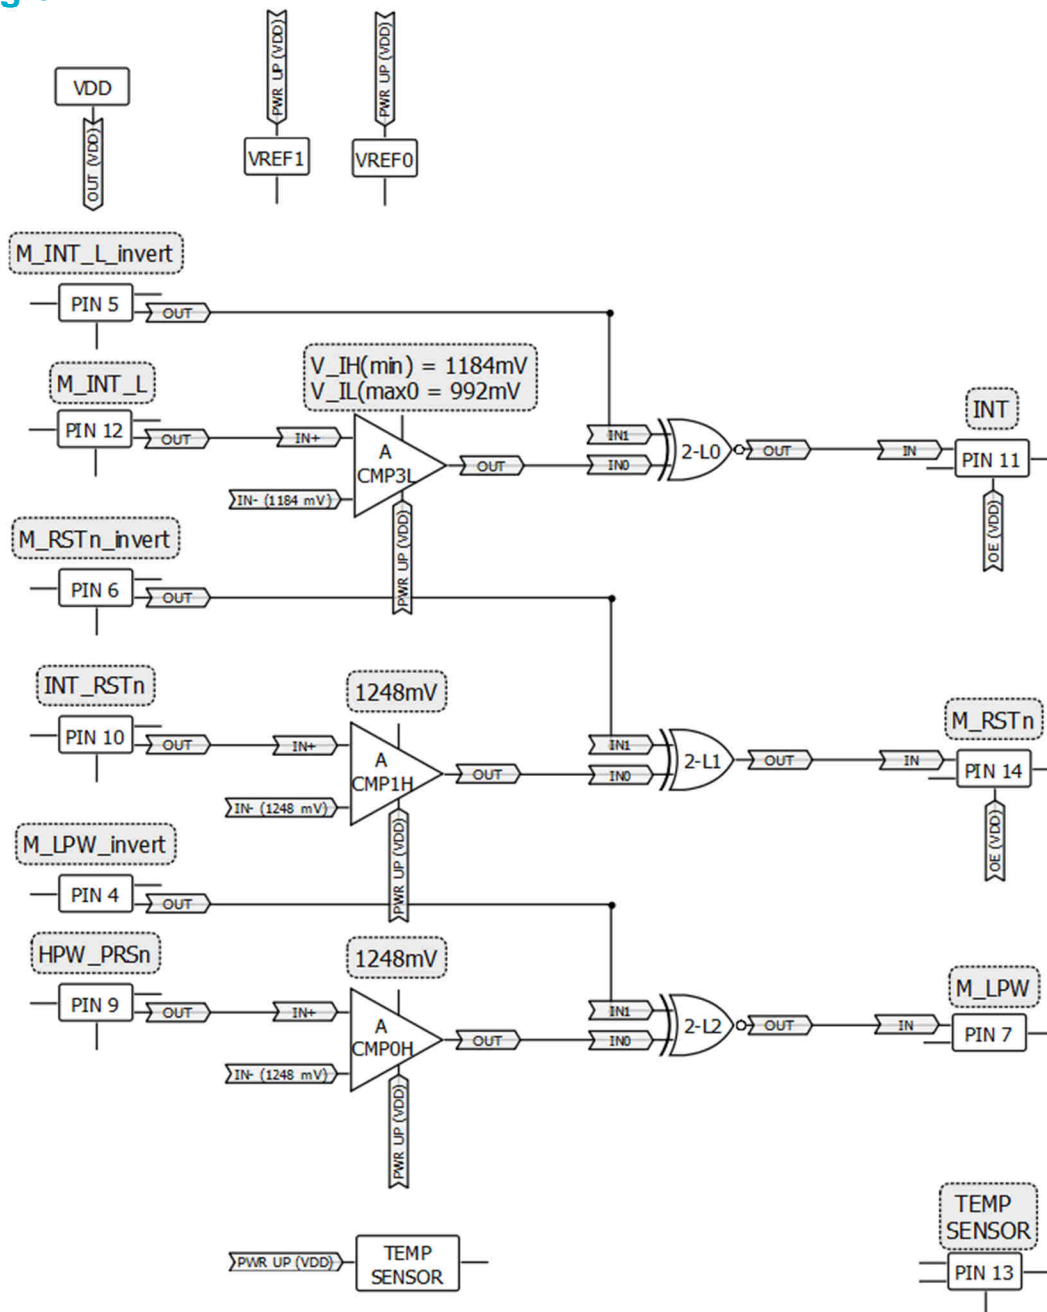 g
PWR UP (VDD)
PWR UP (VDD)
VDD
OUT (VDD)
VREF1
VREF0
M_INT_L_invert
PIN 5
OUT
M_INT_L
V_IH(min) = 1184mV
V_IL(max0 = 992mV
PIN 12
OUT
IN+
A
CMP3L
OUT
IN- (1184 mV)
PWR UP (VDD)
IN1
IN0
2-L0
OUT
IN
INT
PIN 11
OE (VDD)
M_RSTn_invert
PIN 6
OUT
INT_RSTn
1248mV
PIN 10
OUT
IN+
A
CMP1H
OUT
IN- (1248 mV)
PWR UP (VDD)
IN1
IN0
2-L1
OUT
IN
M_RSTn
PIN 14
OE (VDD)
M_LPW_invert
PIN 4
OUT
HPW_PRSn
1248mV
PIN 9
OUT
IN+
A
CMP0H
OUT
IN- (1248 mV)
PWR UP (VDD)
IN1
IN0
2-L2
OUT
IN
M_LPW
PIN 7
PWR UP (VDD)
TEMP
SENSOR
TEMP
SENSOR
PIN 13